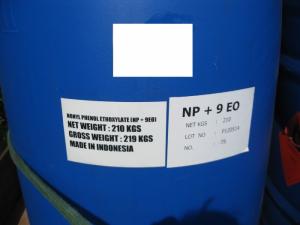 NONYL PHENOL ETHOXYLATE (NP + 9EO)
NET WEIGHT : 210 KGS
GROSS WEIGHT : 219 KGS
MADE IN INDONESIA
NP + 9 EO
NET KGS : 210
LOT NO :
NO. :